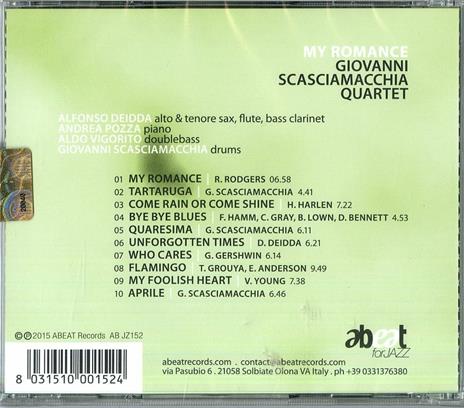 MY ROMANCE
GIOVANNI
SCASCIAMACCHIA
QUARTET
ALFONSO DEIDDA alto & tenore sax, flute, bass clarinet
ANDREA POZZA piano
ALDO VIGORITO doublebass
GIOVANNI SCASCIAMACCHIA drums
01 MY ROMANCE | R. RODGERS 06.58
02 TARTARUGA | G. SCASCIAMACCHIA 4.41
03 COME RAIN OR COME SHINE | H. HARLEN 7.22
04 BYE BYE BLUES | F. HAMM, C. GRAY, B. LOWN, D. BENNETT 4.53
05 QUARESIMA | G. SCASCIAMACCHIA 6.11
06 UNFORGOTTEN TIMES | D. DEIDDA 6.21
07 WHO CARES | G. GERSHWIN 6.14
08 FLAMINGO | T. GROUYA, E. ANDERSON 9.49
09 MY FOOLISH HEART | V. YOUNG 7.38
10 APRILE | G. SCASCIAMACCHIA 6.46
©℗2015 ABEAT Records AB JZ152
abeat
forJAZZ
8 031510 001524
abeatrecords.com . contact@abeatrecords.com
via Pasubio 6 . 21058 Solbiate Olona VA Italy . ph +39 0331376380